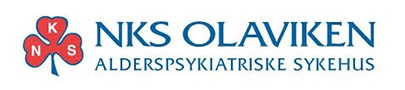 NKS
NKS OLAVIKEN
ALDERSPSYKIATRISKE SYKEHUS